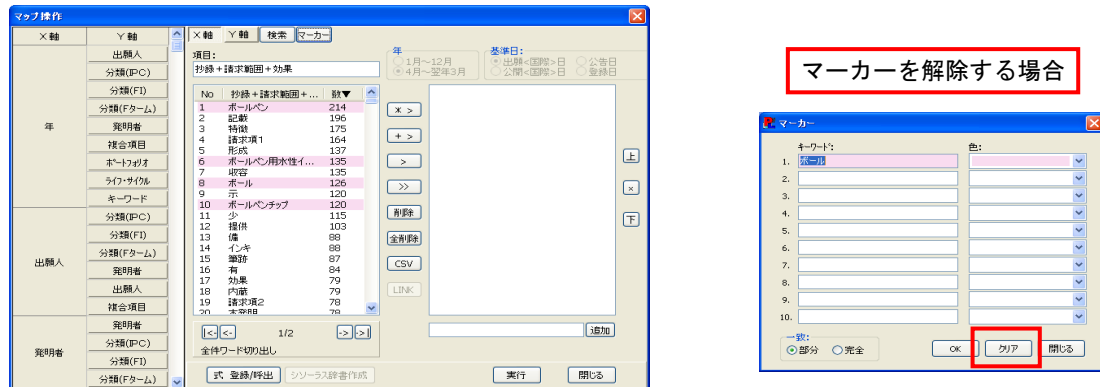 マップ操作
X軸
Y軸
年
出願人
分類(IPC)
分類(FI)
分類(Fターム)
発明者
複合項目
ポートフォリオ
ライフ・サイクル
キーワード
出願人
分類(IPC)
分類(FI)
分類(Fターム)
発明者
出願人
複合項目
発明者
発明者
分類(IPC)
分類(FI)
分類(Fターム)
X軸 Y軸 検索 マーカー
項目:
抄録+請求範囲+効果
年
1月~12月
4月~翌年3月
基準日:
出願<国際>日 公告日
公開<国際>日 登録日
No 抄録+請求範囲+... 数▼
1 ボールペン 214
2 記載 196
3 特徴 175
4 請求項1 164
5 形成 137
6 ボールペン用水性イ... 135
7 収容 135
8 ボール 126
9 示 120
10 ボールペンチップ 120
11 少 115
12 提供 103
13 備 88
14 インキ 88
15 筆跡 87
16 有 84
17 効果 79
18 内蔵 79
19 請求項2 78
20 本発明 78
* >
+ >
>
>>
削除
全削除
CSV
LINK
上
×
下
|<- <- 1/2 -> ->|
全件ワード切り出し
追加
式 登録/呼出 シソーラス辞書作成 実行 閉じる
マーカーを解除する場合
マーカー
キーワード: 色:
1. ボール
2.
3.
4.
5.
6.
7.
8.
9.
10.
一致:
部分 完全
OK クリア 閉じる